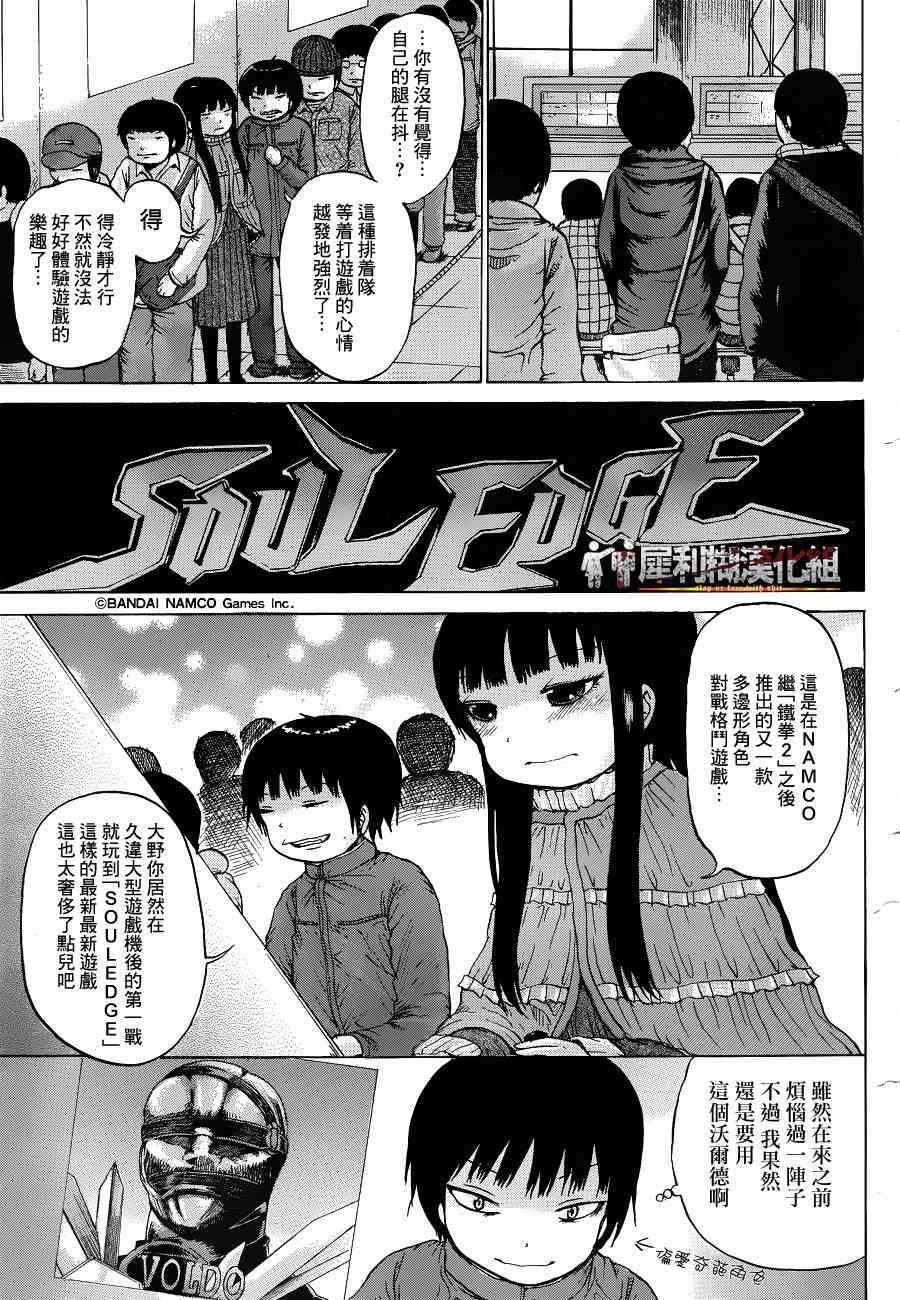 …你有沒有覺得…
自己的腿在抖…?
這種排着隊
等着打遊戲的心情
越發地強烈了…
得
得冷靜才行
不然就沒法
好好體驗遊戲的
樂趣了…
SOUL EDGE
犀利糊漢化組
©BANDAI NAMCO Games Inc.
這是在NAMCO
繼「鐵拳2」之後
推出的又一款
多邊形角色
對戰格鬥遊戲…
大野你居然在
久違大型遊戲機後的第一戰
就玩到「SOULEDGE」
這樣的最新最新遊戲
這也太奢侈了點兒吧
雖然在來之前
煩惱過一陣子
不過 我果然
還是要用
這個沃爾德啊
←偏愛奇葩角色
VOLDO